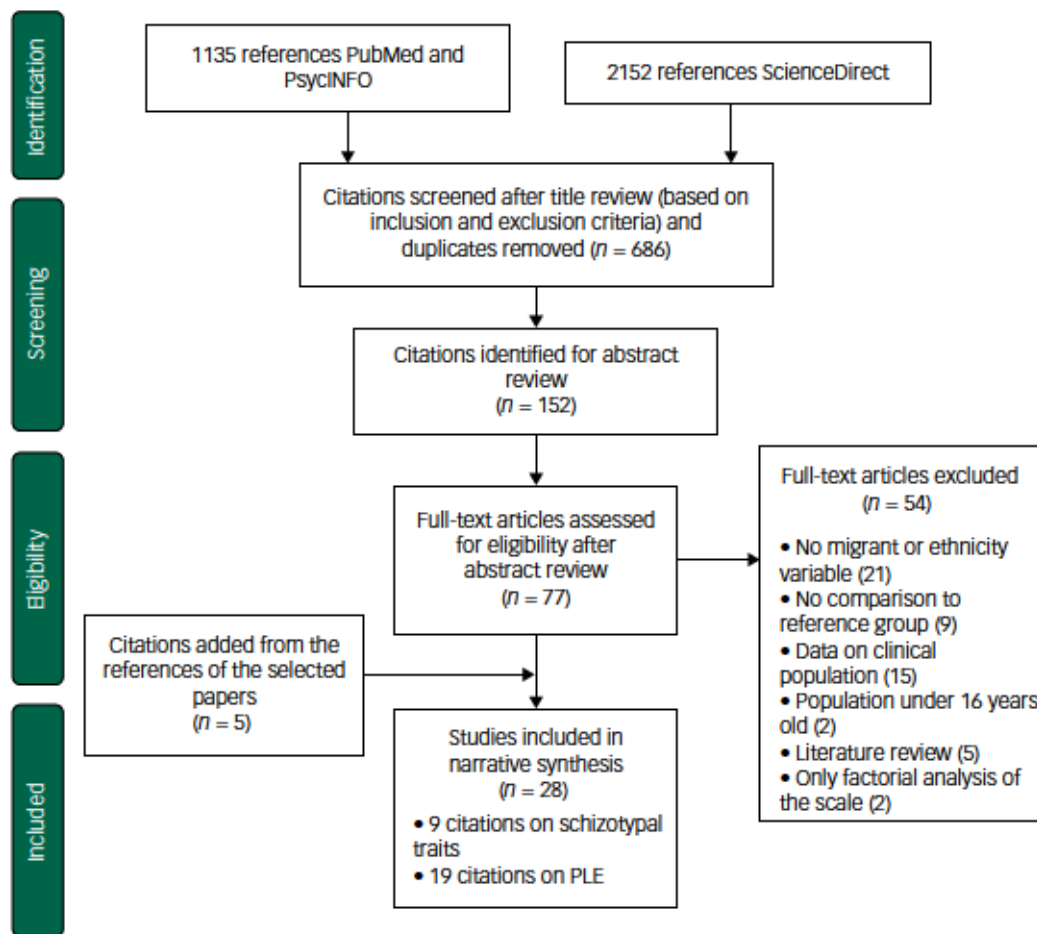 Identification
1135 references PubMed and
PsycINFO
2152 references ScienceDirect
Screening
Citations screened after title review (based on
inclusion and exclusion criteria) and
duplicates removed (n = 686)
Citations identified for abstract
review
(n = 152)
Eligibility
Full-text articles assessed
for eligibility after
abstract review
(n = 77)
Full-text articles excluded
(n = 54)
• No migrant or ethnicity
variable (21)
• No comparison to
reference group (9)
• Data on clinical
population (15)
• Population under 16 years
old (2)
• Literature review (5)
• Only factorial analysis of
the scale (2)
Citations added from the
references of the selected
papers
(n = 5)
Included
Studies included in
narrative synthesis
(n = 28)
• 9 citations on schizotypal
traits
• 19 citations on PLE